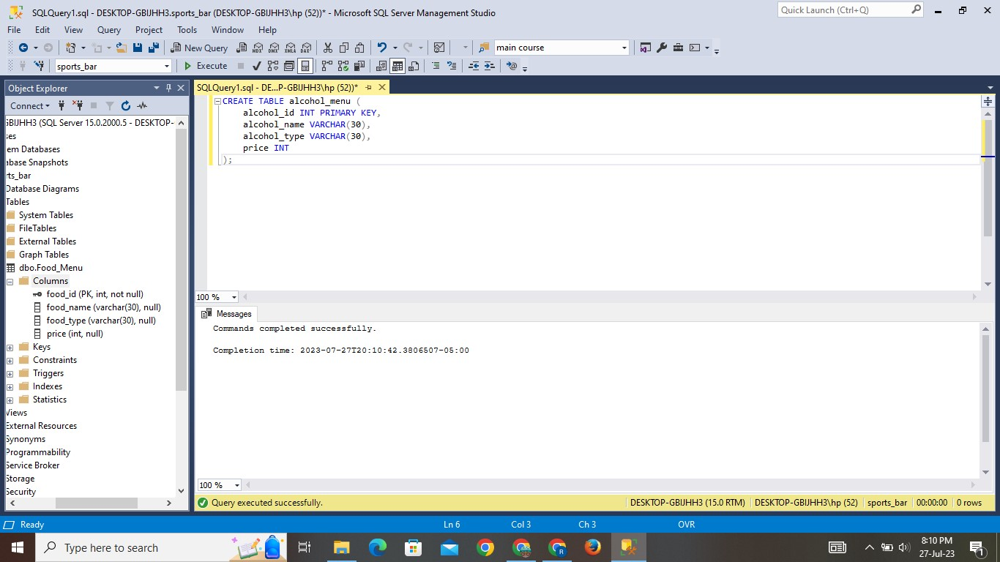 SQLQuery1.sql - DESKTOP-GBIJHH3.sports_bar (DESKTOP-GBIJHH3\hp (52))* - Microsoft SQL Server Management Studio
Quick Launch (Ctrl+Q)
File Edit View Query Project Tools Window Help
New Query
MDX DMX XMLA DAX
main course
sports_bar
Execute
Object Explorer
Connect
SQLQuery1.sql - DE...P-GBIJHH3\hp (52))*
CREATE TABLE alcohol_menu (
alcohol_id INT PRIMARY KEY,
alcohol_name VARCHAR(30),
alcohol_type VARCHAR(30),
price INT
);
GBIJHH3 (SQL Server 15.0.2000.5 - DESKTOP-
ses
em Databases
abase Snapshots
rts_bar
Database Diagrams
Tables
System Tables
FileTables
External Tables
Graph Tables
dbo.Food_Menu
Columns
food_id (PK, int, not null)
food_name (varchar(30), null)
food_type (varchar(30), null)
price (int, null)
Keys
Constraints
Triggers
Indexes
Statistics
Views
External Resources
Synonyms
Programmability
Service Broker
Storage
Security
100 %
Messages
Commands completed successfully.
Completion time: 2023-07-27T20:10:42.3806507-05:00
100 %
Query executed successfully.
DESKTOP-GBIJHH3 (15.0 RTM) DESKTOP-GBIJHH3\hp (52) sports_bar 00:00:00 0 rows
Ready
Ln 6 Col 3 Ch 3 OVR
Type here to search
8:10 PM
27-Jul-23
1